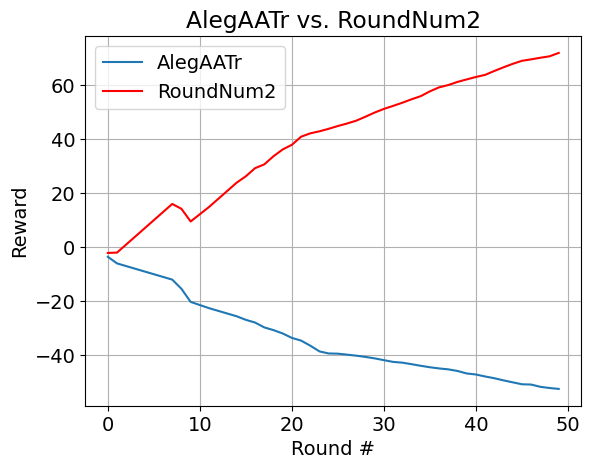 AlegAATr vs. RoundNum2
AlegAATr
RoundNum2
Reward
60
40
20
0
−20
−40
0 10 20 30 40 50
Round #